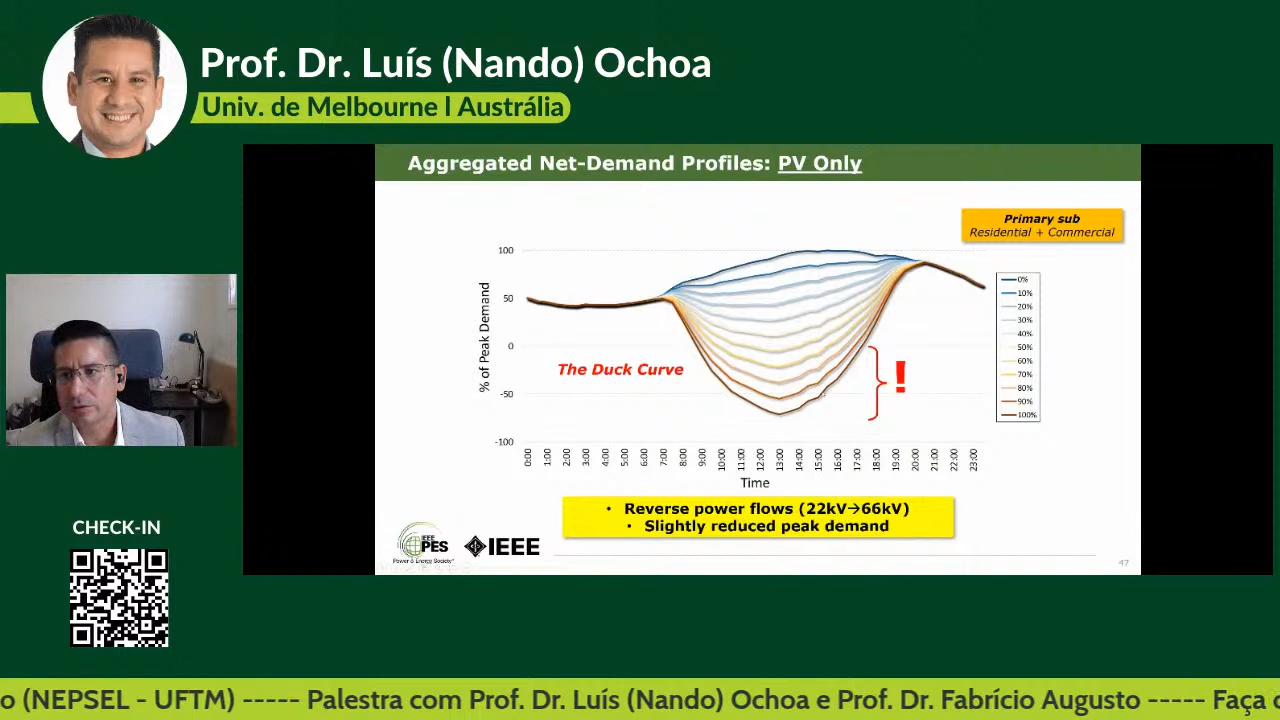 Prof. Dr. Luís (Nando) Ochoa
Univ. de Melbourne l Austrália
Aggregated Net-Demand Profiles: PV Only
Primary sub
Residential + Commercial
% of Peak Demand
100
50
0
-50
-100
The Duck Curve
!
0%
10%
20%
30%
40%
50%
60%
70%
80%
90%
100%
0:00
1:00
2:00
3:00
4:00
5:00
6:00
7:00
8:00
9:00
10:00
11:00
12:00
13:00
14:00
15:00
16:00
17:00
18:00
19:00
20:00
21:00
22:00
23:00
Time
• Reverse power flows (22kV→66kV)
• Slightly reduced peak demand
IEEE
PES
Power & Energy Society
IEEE
47
CHECK-IN
o (NEPSEL - UFTM) ----- Palestra com Prof. Dr. Luís (Nando) Ochoa e Prof. Dr. Fabrício Augusto ----- Faça